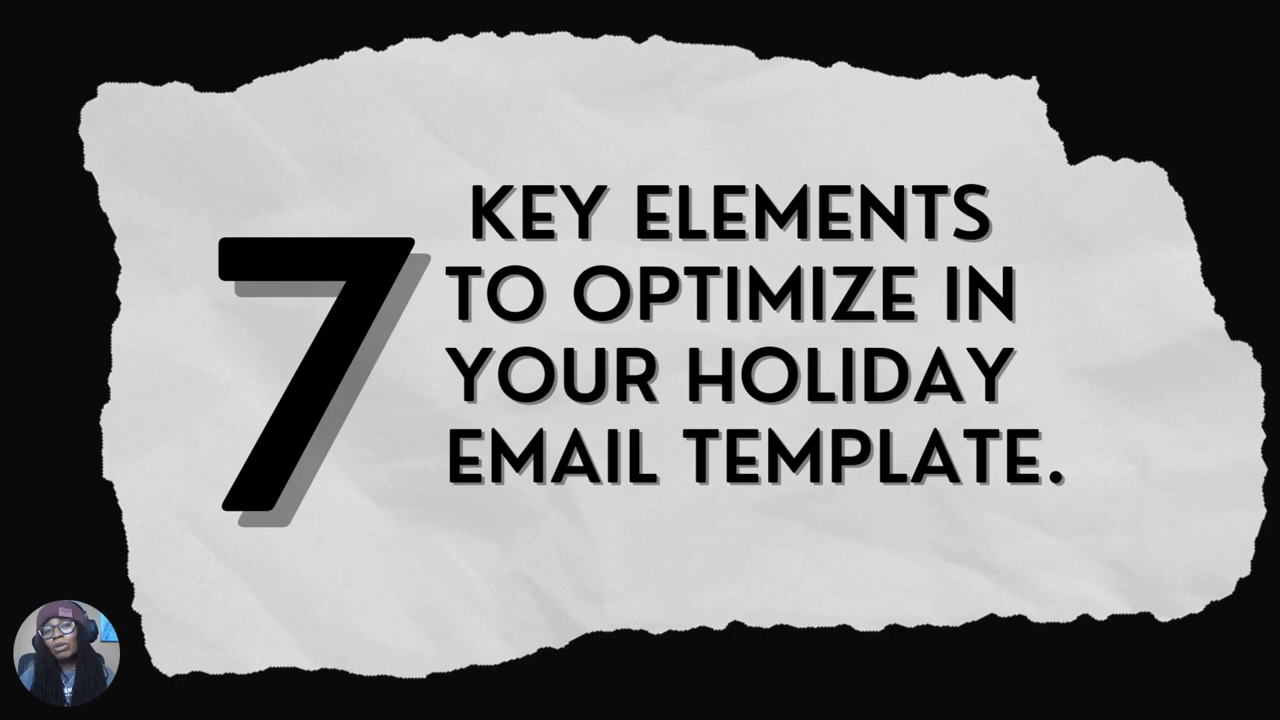 7
KEY ELEMENTS
TO OPTIMIZE IN
YOUR HOLIDAY
EMAIL TEMPLATE.